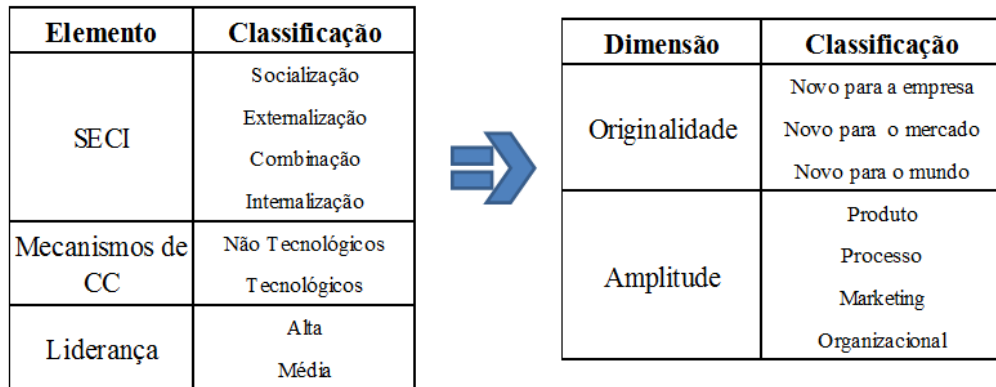 Elemento
Classificação
SECI
Socialização
Externalização
Combinação
Internalização
Mecanismos de
CC
Não Tecnológicos
Tecnológicos
Liderança
Alta
Média
Dimensão
Classificação
Originalidade
Novo para a empresa
Novo para o mercado
Novo para o mundo
Amplitude
Produto
Processo
Marketing
Organizacional